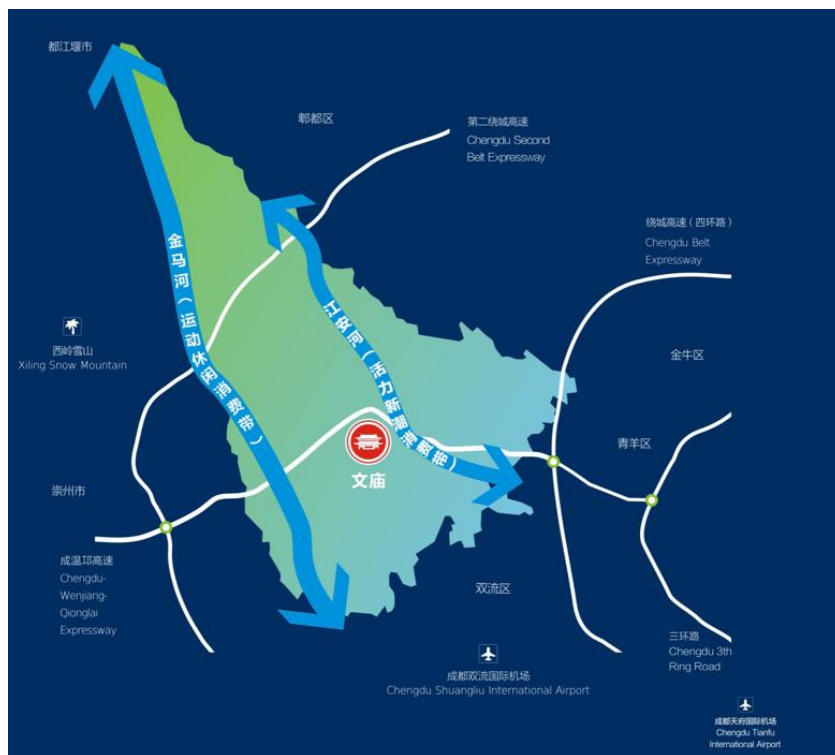 都江堰市
郫都区
第二绕城高速
Chengdu Second
Belt Expressway
绕城高速（四环路）
Chengdu Belt
Expressway
金马河（运动休闲消费带）
江安河（活力新潮消费带）
西岭雪山
Xiling Snow Mountain
金牛区
青羊区
文庙
崇州市
成温邛高速
Chengdu-
Wenjiang-
Qionglai
Expressway
双流区
三环路
Chengdu 3th
Ring Road
成都双流国际机场
Chengdu Shuangliu International Airport
成都天府国际机场
Chengdu Tianfu
International Airport